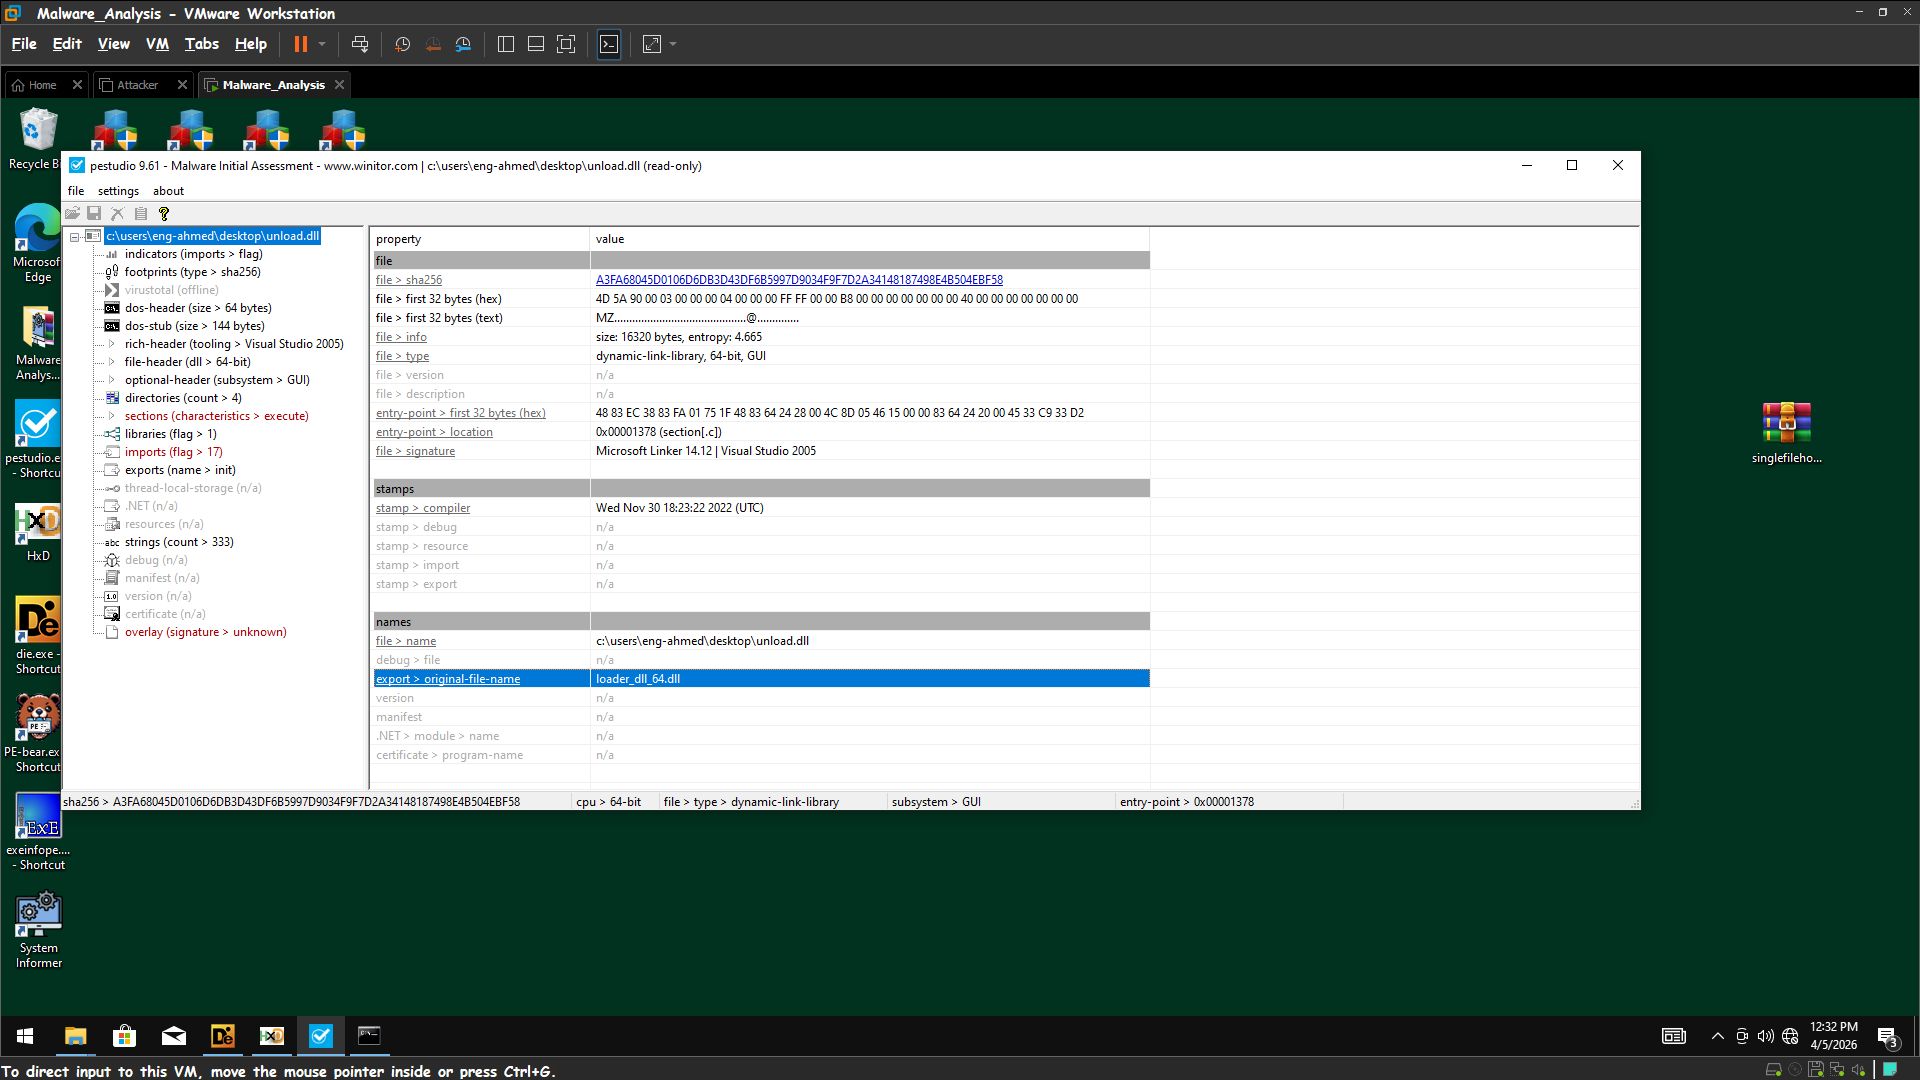 Malware_Analysis - VMware Workstation
File Edit View VM Tabs Help
Home
Attacker
Malware_Analysis
Recycle B
Microsof
Edge
Malware
Analys...
pestudio.e
- Shortcu
HxD
die.exe -
Shortcut
PE-bear.ex
Shortcut
exeinfope....
- Shortcut
System
Informer
singlefileho...
pestudio 9.61 - Malware Initial Assessment - www.winitor.com | c:\users\eng-ahmed\desktop\unload.dll (read-only)
file settings about
c:\users\eng-ahmed\desktop\unload.dll
indicators (imports > flag)
footprints (type > sha256)
virustotal (offline)
dos-header (size > 64 bytes)
dos-stub (size > 144 bytes)
rich-header (tooling > Visual Studio 2005)
file-header (dll > 64-bit)
optional-header (subsystem > GUI)
directories (count > 4)
sections (characteristics > execute)
libraries (flag > 1)
imports (flag > 17)
exports (name > init)
thread-local-storage (n/a)
.NET (n/a)
resources (n/a)
abc strings (count > 333)
debug (n/a)
manifest (n/a)
1.0 version (n/a)
certificate (n/a)
overlay (signature > unknown)
property value
file
file > sha256 A3FA68045D0106D6DB3D43DF6B5997D9034F9F7D2A34148187498E4B504EBF58
file > first 32 bytes (hex) 4D 5A 90 00 03 00 00 00 04 00 00 00 FF FF 00 00 B8 00 00 00 00 00 00 00 40 00 00 00 00 00 00 00
file > first 32 bytes (text) MZ............................................@..............
file > info size: 16320 bytes, entropy: 4.665
file > type dynamic-link-library, 64-bit, GUI
file > version n/a
file > description n/a
entry-point > first 32 bytes (hex) 48 83 EC 38 83 FA 01 75 1F 48 83 64 24 28 00 4C 8D 05 46 15 00 00 83 64 24 20 00 45 33 C9 33 D2
entry-point > location 0x00001378 (section[.c])
file > signature Microsoft Linker 14.12 | Visual Studio 2005
stamps
stamp > compiler Wed Nov 30 18:23:22 2022 (UTC)
stamp > debug n/a
stamp > resource n/a
stamp > import n/a
stamp > export n/a
names
file > name c:\users\eng-ahmed\desktop\unload.dll
debug > file n/a
export > original-file-name loader_dll_64.dll
version n/a
manifest n/a
.NET > module > name n/a
certificate > program-name n/a
sha256 > A3FA68045D0106D6DB3D43DF6B5997D9034F9F7D2A34148187498E4B504EBF58 cpu > 64-bit file > type > dynamic-link-library subsystem > GUI entry-point > 0x00001378
12:32 PM
4/5/2026
3
To direct input to this VM, move the mouse pointer inside or press Ctrl+G.